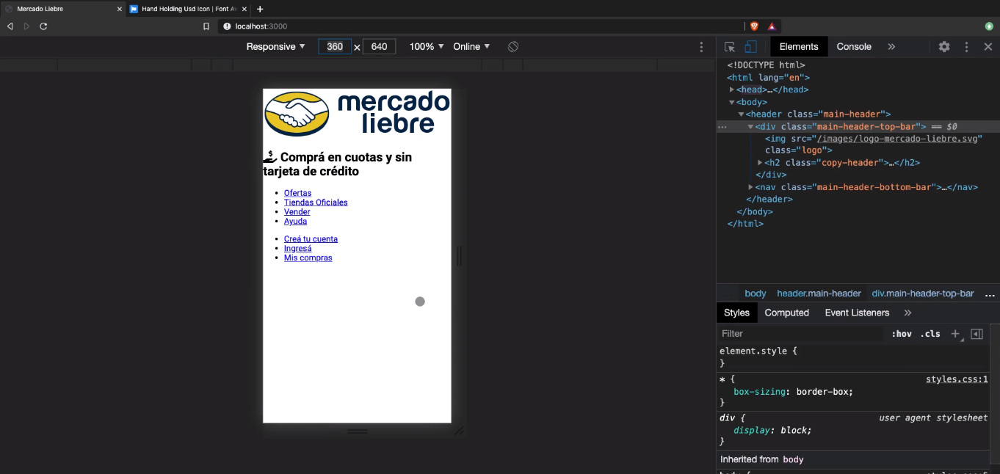 Mercado Liebre
Hand Holding Usd Icon | Font A
localhost:3000
Responsive
360
640
100%
Online
Elements
Console
mercado
liebre
Comprá en cuotas y sin
tarjeta de crédito
Ofertas
Tiendas Oficiales
Vender
Ayuda
Creá tu cuenta
Ingresá
Mis compras
<!DOCTYPE html>
<html lang="en">
<head>…</head>
<body>
<header class="main-header">
<div class="main-header-top-bar"> == $0
<img src="/images/logo-mercado-liebre.svg"
class="logo">
<h2 class="copy-header">…</h2>
</div>
<nav class="main-header-bottom-bar">…</nav>
</header>
</body>
</html>
body header.main-header div.main-header-top-bar ...
Styles Computed Event Listeners »
Filter :hov .cls +
element.style {
}
* { styles.css:1
box-sizing: border-box;
}
div { user agent stylesheet
display: block;
}
Inherited from body